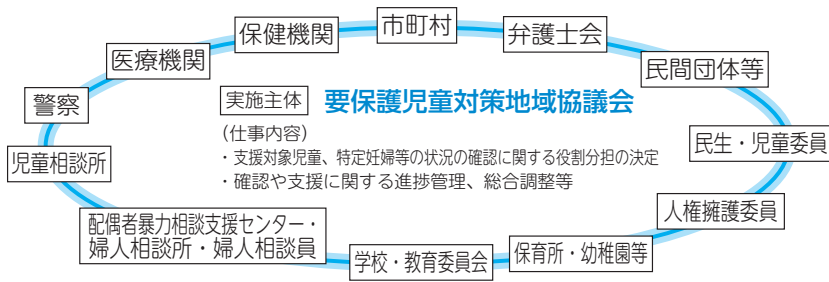 市町村
保健機関
弁護士会
医療機関
民間団体等
警察
実施主体 要保護児童対策地域協議会
(仕事内容)
・支援対象児童、特定妊婦等の状況の確認に関する役割分担の決定
・確認や支援に関する進捗管理、総合調整等
民生・児童委員
児童相談所
人権擁護委員
配偶者暴力相談支援センター・
婦人相談所・婦人相談員
保育所・幼稚園等
学校・教育委員会